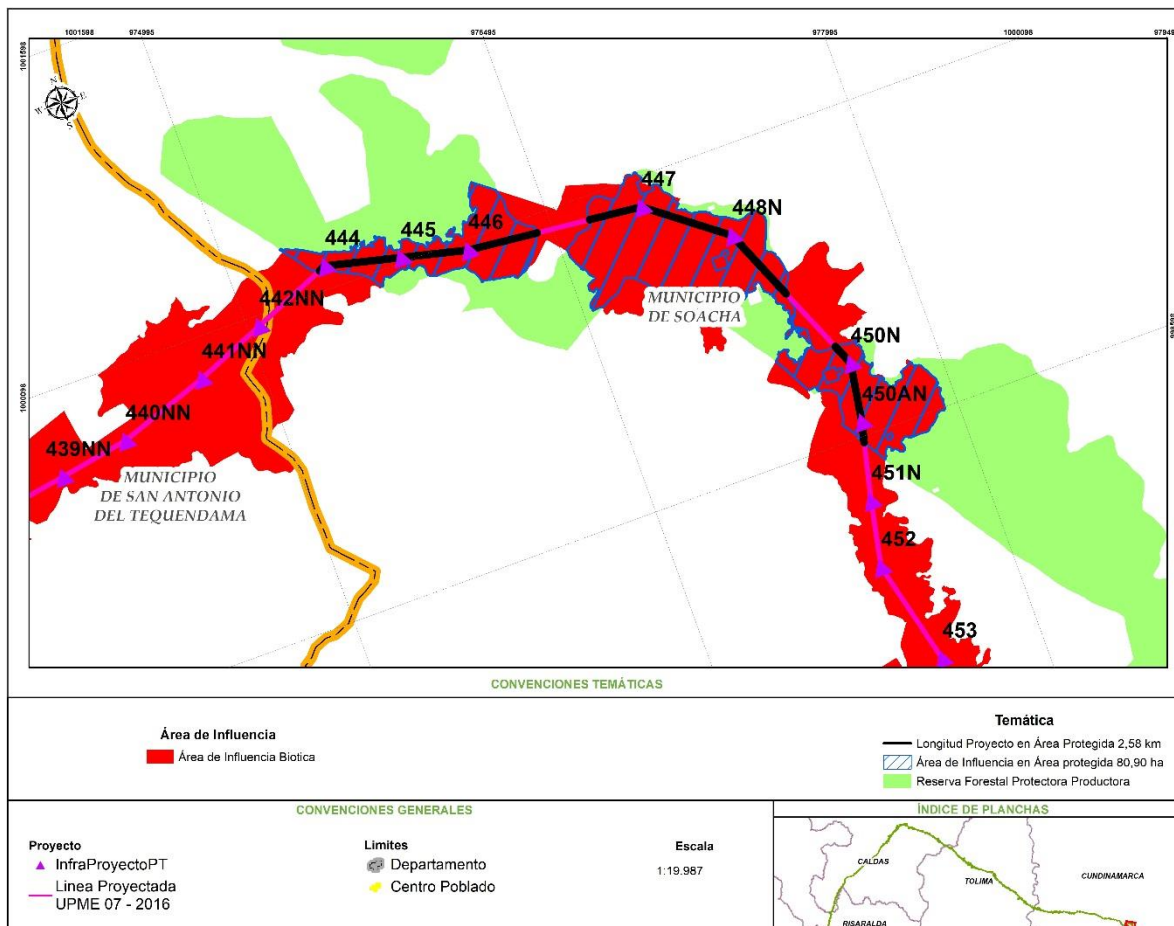 1001598
974995
976495
977995
1000098
97949
1001598
N
E
W
S
447
448N
444
445
446
442NN
MUNICIPIO
DE SOACHA
450N
441NN
1000098
450AN
440NN
439NN
451N
MUNICIPIO
DE SAN ANTONIO
DEL TEQUENDAMA
452
453
CONVENCIONES TEMÁTICAS
Área de Influencia
Área de Influencia Biotica
Temática
Longitud Proyecto en Área Protegida 2,58 km
Área de Influencia en Área protegida 80,90 ha
Reserva Forestal Protectora Productora
CONVENCIONES GENERALES
Proyecto
InfraProyectoPT
Linea Proyectada
UPME 07 - 2016
Limites
Departamento
Centro Poblado
Escala
1:19.987
ÍNDICE DE PLANCHAS
CALDAS
TOLIMA
CUNDINAMARCA
RISARALDA